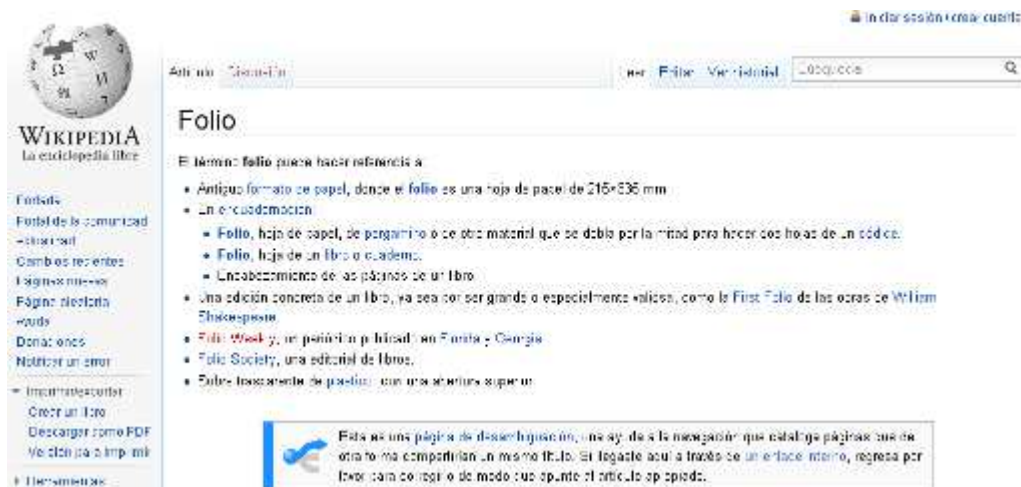 Iniciar sesión / crear cuenta
Artículo Discusión Leer Editar Ver historial Búsqueda
Folio
WIKIPEDIA
La enciclopedia libre
El término folio puede hacer referencia a
Antiguo formato de papel, donde el folio es una hoja de papel de
En encuadernación
Folio, hoja de papel, de pergamino o de otro material que se dobla por la mitad para hacer dos hojas de un códice.
Folio, hoja de un libro o cuaderno.
Encabezamiento de las páginas de un libro
Una edición concreta de un libro, ya sea por ser grande o especialmente valiosa, como la First Folio de las obras de William
Shakespeare
Folio Weekly, un periódico publicado en Florida y Georgia
Folio Society, una editorial de libros.
Sobre trasparente de plástico con una abertura superior
Portada
Portal de la comunidad
Actualidad
Cambios recientes
Páginas nuevas
Página aleatoria
Ayuda
Donaciones
Notificar un error
Imprimir/exportar
Crear un libro
Descargar como PDF
Versión para imprimir
Herramientas
Esta es una página de desambiguación, una ayuda a la navegación que cataloga páginas que de
otra forma compartirían un mismo título. Si llegaste aquí a través de un enlace interno, regresa por
favor para corregirlo de modo que apunte al artículo apropiado.